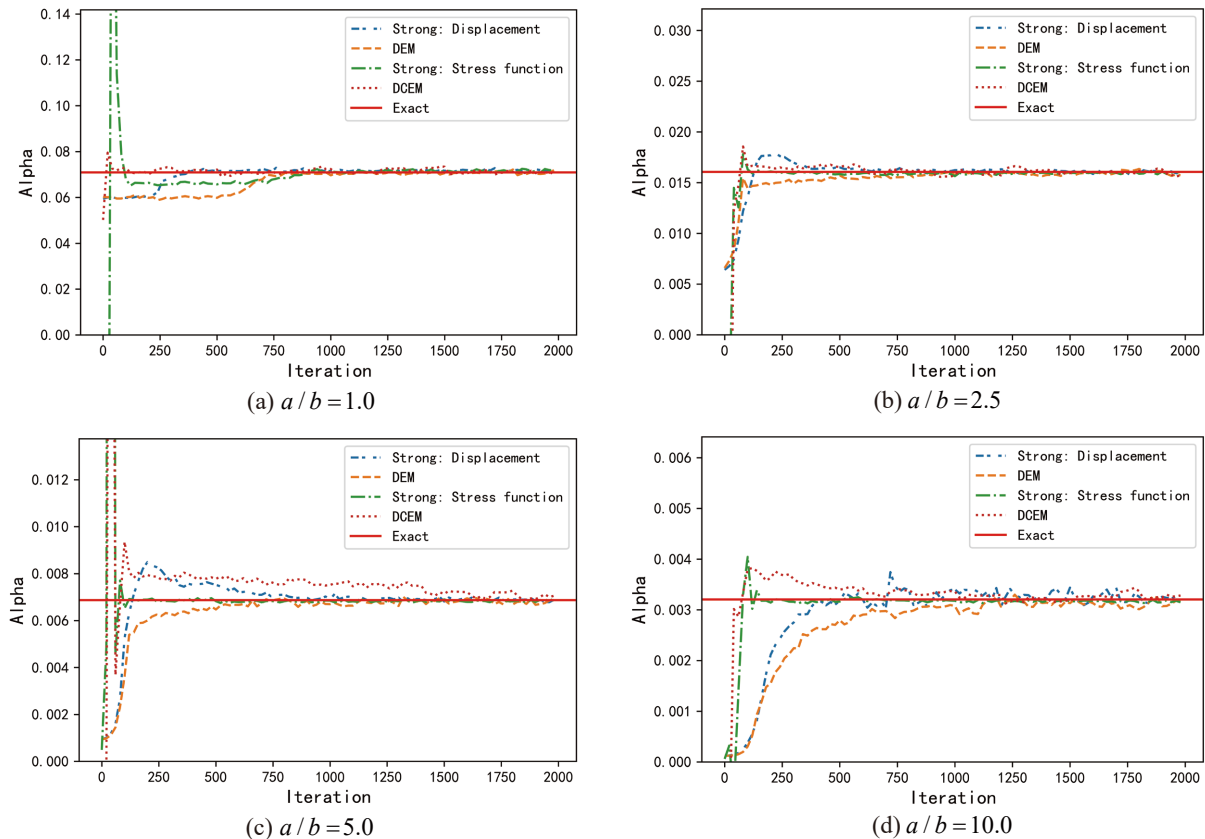 0.14
0.12
0.10
0.08
0.06
0.04
0.02
0.00
Alpha
Strong: Displacement
DEM
Strong: Stress function
DCEM
Exact
0 250 500 750 1000 1250 1500 1750 2000
Iteration
(a) a / b = 1.0
0.030
0.025
0.020
0.015
0.010
0.005
0.000
Alpha
Strong: Displacement
DEM
Strong: Stress function
DCEM
Exact
0 250 500 750 1000 1250 1500 1750 2000
Iteration
(b) a / b = 2.5
0.012
0.010
0.008
0.006
0.004
0.002
0.000
Alpha
Strong: Displacement
DEM
Strong: Stress function
DCEM
Exact
0 250 500 750 1000 1250 1500 1750 2000
Iteration
(c) a / b = 5.0
0.006
0.005
0.004
0.003
0.002
0.001
0.000
Alpha
Strong: Displacement
DEM
Strong: Stress function
DCEM
Exact
0 250 500 750 1000 1250 1500 1750 2000
Iteration
(d) a / b = 10.0